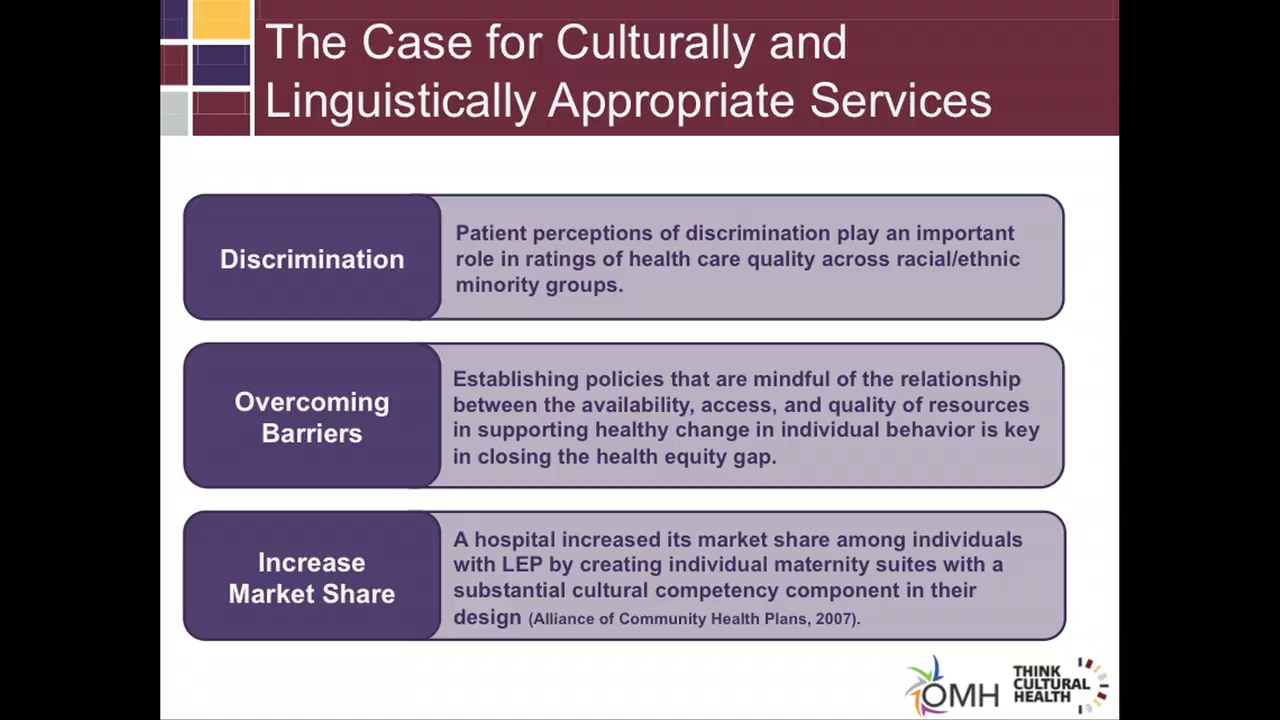 The Case for Culturally and
Linguistically Appropriate Services
Discrimination
Patient perceptions of discrimination play an important
role in ratings of health care quality across racial/ethnic
minority groups.
Overcoming
Barriers
Establishing policies that are mindful of the relationship
between the availability, access, and quality of resources
in supporting healthy change in individual behavior is key
in closing the health equity gap.
Increase
Market Share
A hospital increased its market share among individuals
with LEP by creating individual maternity suites with a
substantial cultural competency component in their
design (Alliance of Community Health Plans, 2007).
OMH
THINK
CULTURAL
HEALTH